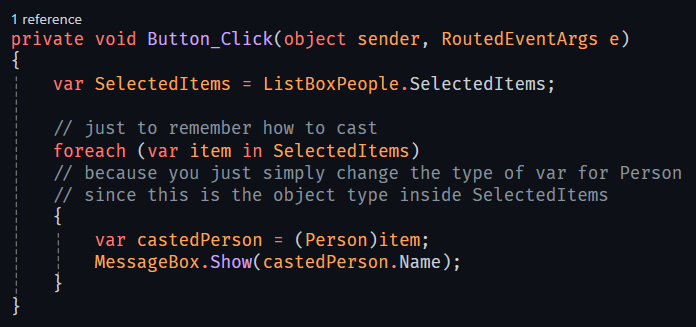 1 reference
private void Button_Click(object sender, RoutedEventArgs e)
{
    var SelectedItems = ListBoxPeople.SelectedItems;

    // just to remember how to cast
    foreach (var item in SelectedItems)
    // because you just simply change the type of var for Person
    // since this is the object type inside SelectedItems
    {
        var castedPerson = (Person)item;
        MessageBox.Show(castedPerson.Name);
    }
}